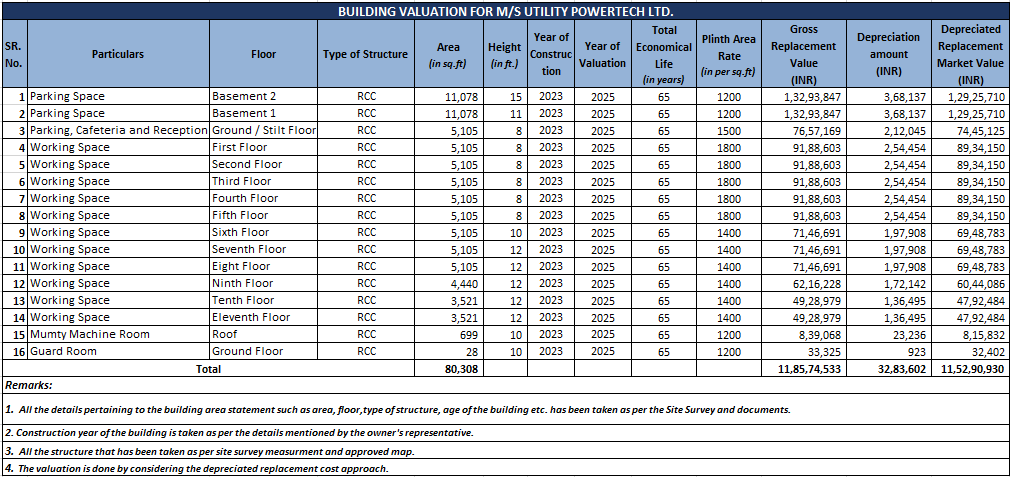 BUILDING VALUATION FOR M/S UTILITY POWERTECH LTD.
SR. No. | Particulars | Floor | Type of Structure | Area (in sq.ft) | Height (in ft.) | Year of Construc tion | Year of Valuation | Total Economical Life (in years) | Plinth Area Rate (in per sq.ft) | Gross Replacement Value (INR) | Depreciation amount (INR) | Depreciated Replacement Market Value (INR)
1 | Parking Space | Basement 2 | RCC | 11,078 | 15 | 2023 | 2025 | 65 | 1200 | 1,32,93,847 | 3,68,137 | 1,29,25,710
2 | Parking Space | Basement 1 | RCC | 11,078 | 11 | 2023 | 2025 | 65 | 1200 | 1,32,93,847 | 3,68,137 | 1,29,25,710
3 | Parking, Cafeteria and Reception | Ground / Stilt Floor | RCC | 5,105 | 8 | 2023 | 2025 | 65 | 1500 | 76,57,169 | 2,12,045 | 74,45,125
4 | Working Space | First Floor | RCC | 5,105 | 8 | 2023 | 2025 | 65 | 1800 | 91,88,603 | 2,54,454 | 89,34,150
5 | Working Space | Second Floor | RCC | 5,105 | 8 | 2023 | 2025 | 65 | 1800 | 91,88,603 | 2,54,454 | 89,34,150
6 | Working Space | Third Floor | RCC | 5,105 | 8 | 2023 | 2025 | 65 | 1800 | 91,88,603 | 2,54,454 | 89,34,150
7 | Working Space | Fourth Floor | RCC | 5,105 | 8 | 2023 | 2025 | 65 | 1800 | 91,88,603 | 2,54,454 | 89,34,150
8 | Working Space | Fifth Floor | RCC | 5,105 | 8 | 2023 | 2025 | 65 | 1800 | 91,88,603 | 2,54,454 | 89,34,150
9 | Working Space | Sixth Floor | RCC | 5,105 | 10 | 2023 | 2025 | 65 | 1400 | 71,46,691 | 1,97,908 | 69,48,783
10 | Working Space | Seventh Floor | RCC | 5,105 | 12 | 2023 | 2025 | 65 | 1400 | 71,46,691 | 1,97,908 | 69,48,783
11 | Working Space | Eight Floor | RCC | 5,105 | 12 | 2023 | 2025 | 65 | 1400 | 71,46,691 | 1,97,908 | 69,48,783
12 | Working Space | Ninth Floor | RCC | 4,440 | 12 | 2023 | 2025 | 65 | 1400 | 62,16,228 | 1,72,142 | 60,44,086
13 | Working Space | Tenth Floor | RCC | 3,521 | 12 | 2023 | 2025 | 65 | 1400 | 49,28,979 | 1,36,495 | 47,92,484
14 | Working Space | Eleventh Floor | RCC | 3,521 | 12 | 2023 | 2025 | 65 | 1400 | 49,28,979 | 1,36,495 | 47,92,484
15 | Mumty Machine Room | Roof | RCC | 699 | 10 | 2023 | 2025 | 65 | 1200 | 8,39,068 | 23,236 | 8,15,832
16 | Guard Room | Ground Floor | RCC | 28 | 10 | 2023 | 2025 | 65 | 1200 | 33,325 | 923 | 32,402
Total | 80,308 | 11,85,74,533 | 32,83,602 | 11,52,90,930
Remarks:
1. All the details pertaining to the building area statement such as area, floor,type of structure, age of the building etc. has been taken as per the Site Survey and documents.
2. Construction year of the building is taken as per the details mentioned by the owner's representative.
3. All the structure that has been taken as per site survey measurment and approved map.
4. The valuation is done by considering the depreciated replacement cost approach.